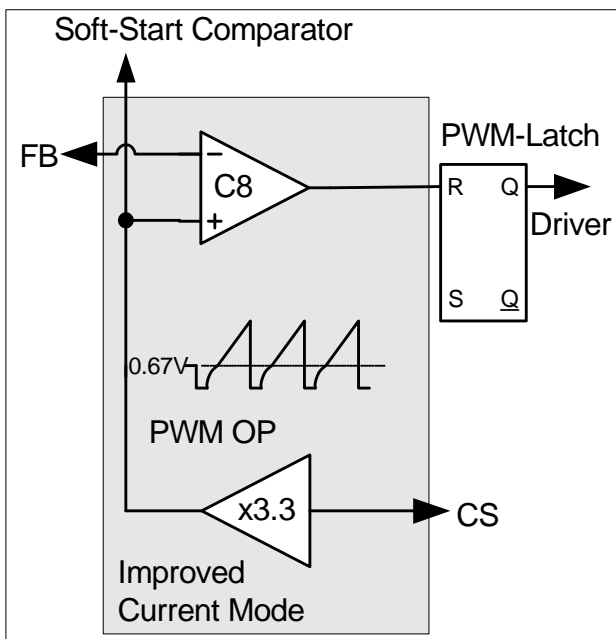 Soft-Start Comparator
PWM-Latch
FB
−
C8
+
R Q
Driver
S Q
0.67V
PWM OP
x3.3
CS
Improved
Current Mode